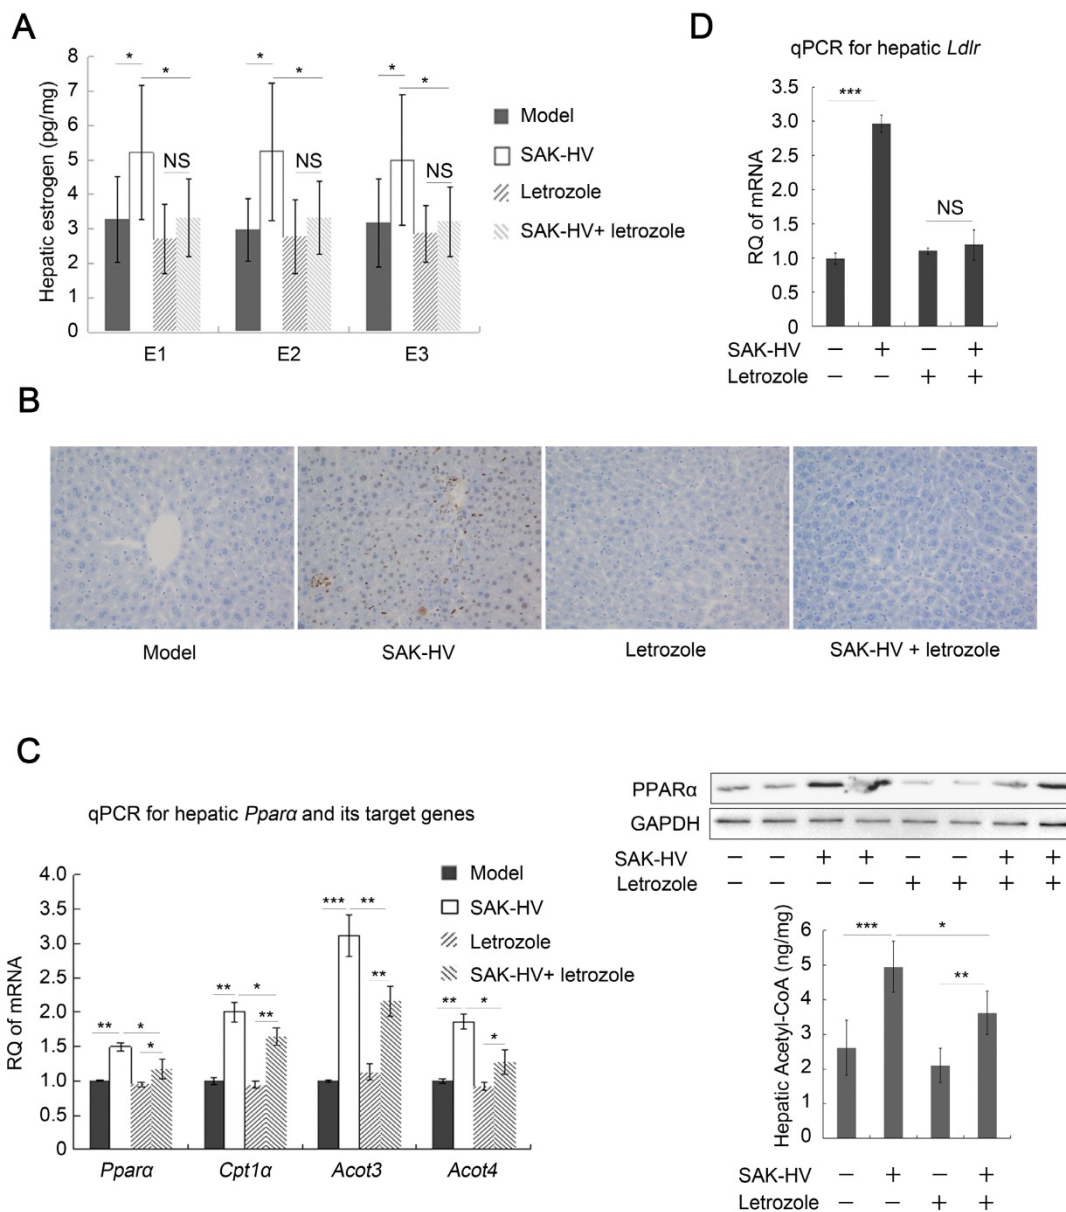 A
8
7
6
5
4
3
2
1
0
Hepatic estrogen (pg/mg)
* * * * * *
NS NS NS
E1 E2 E3
Model
SAK-HV
Letrozole
SAK-HV+ letrozole
D
qPCR for hepatic Ldlr
3.5
3.0
2.5
2.0
1.5
1.0
0.5
0
RQ of mRNA
***
NS
SAK-HV − + − +
Letrozole − − + +
B
Model SAK-HV Letrozole SAK-HV + letrozole
C
qPCR for hepatic Pparα and its target genes
4.0
3.5
3.0
2.5
2.0
1.5
1.0
0.5
0
RQ of mRNA
Model
SAK-HV
Letrozole
SAK-HV+ letrozole
*** **
**
** *
**
** *
*
** *
*
Pparα Cpt1α Acot3 Acot4
PPARα
GAPDH
SAK-HV − − + + − − + +
Letrozole − − − − + + + +
6
5
4
3
2
1
0
Hepatic Acetyl-CoA (ng/mg)
*** *
**
SAK-HV − + − +
Letrozole − − + +